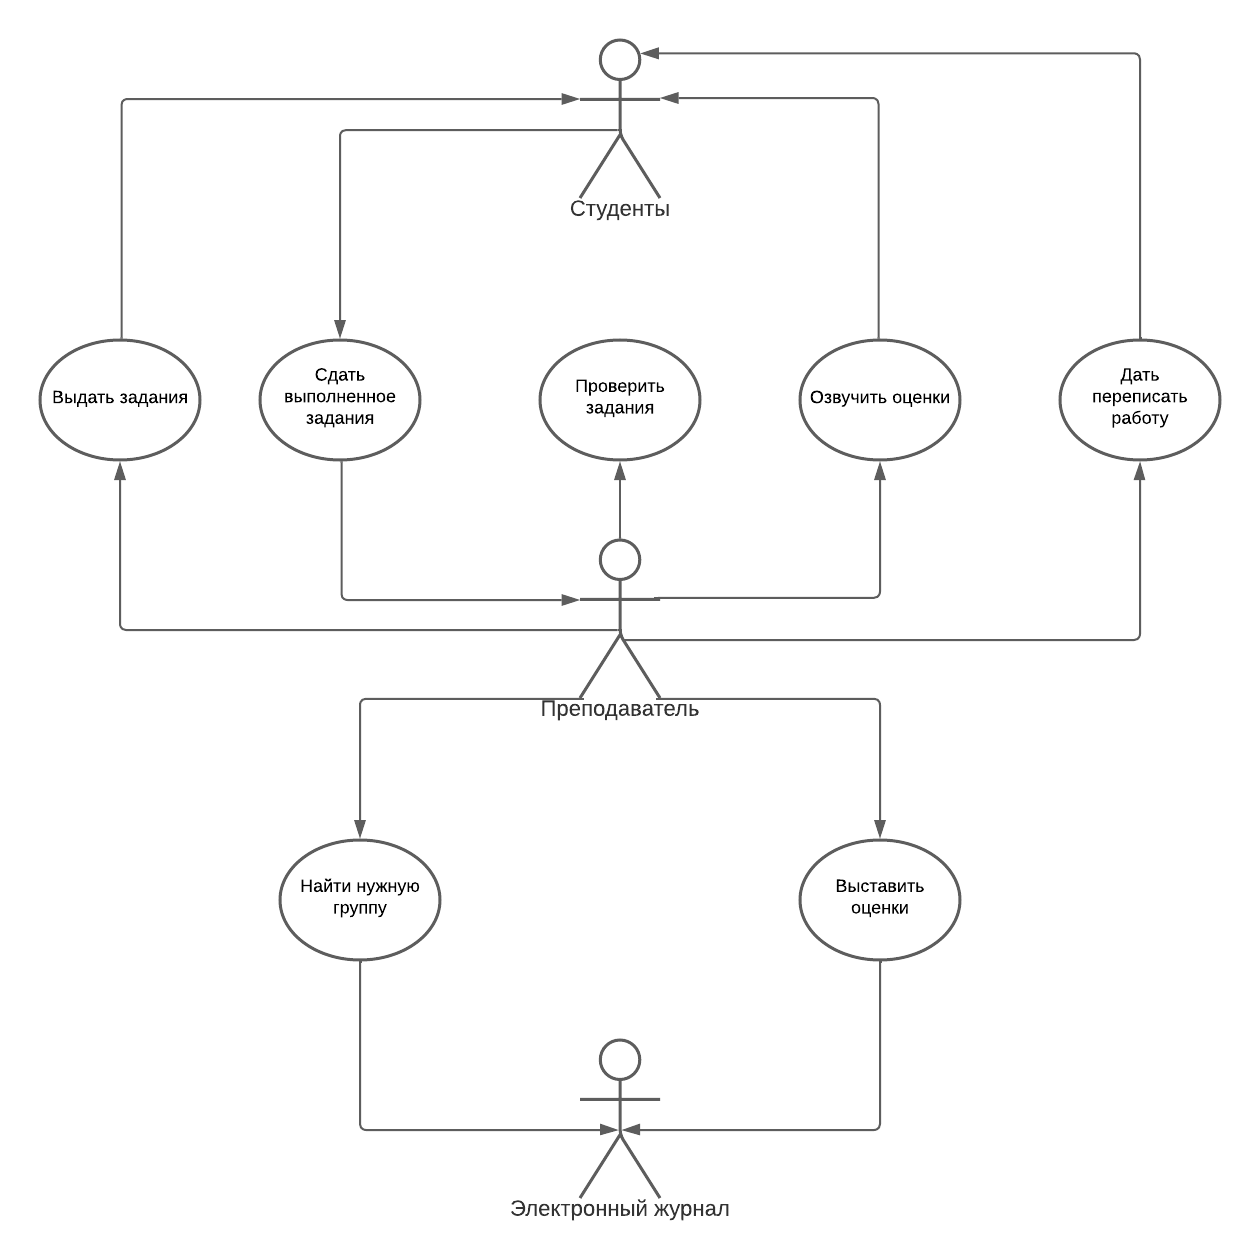 Студенты
Выдать задания
Сдать
выполненное
задания
Проверить
задания
Озвучить оценки
Дать
переписать
работу
Преподаватель
Найти нужную
группу
Выставить
оценки
Электронный журнал